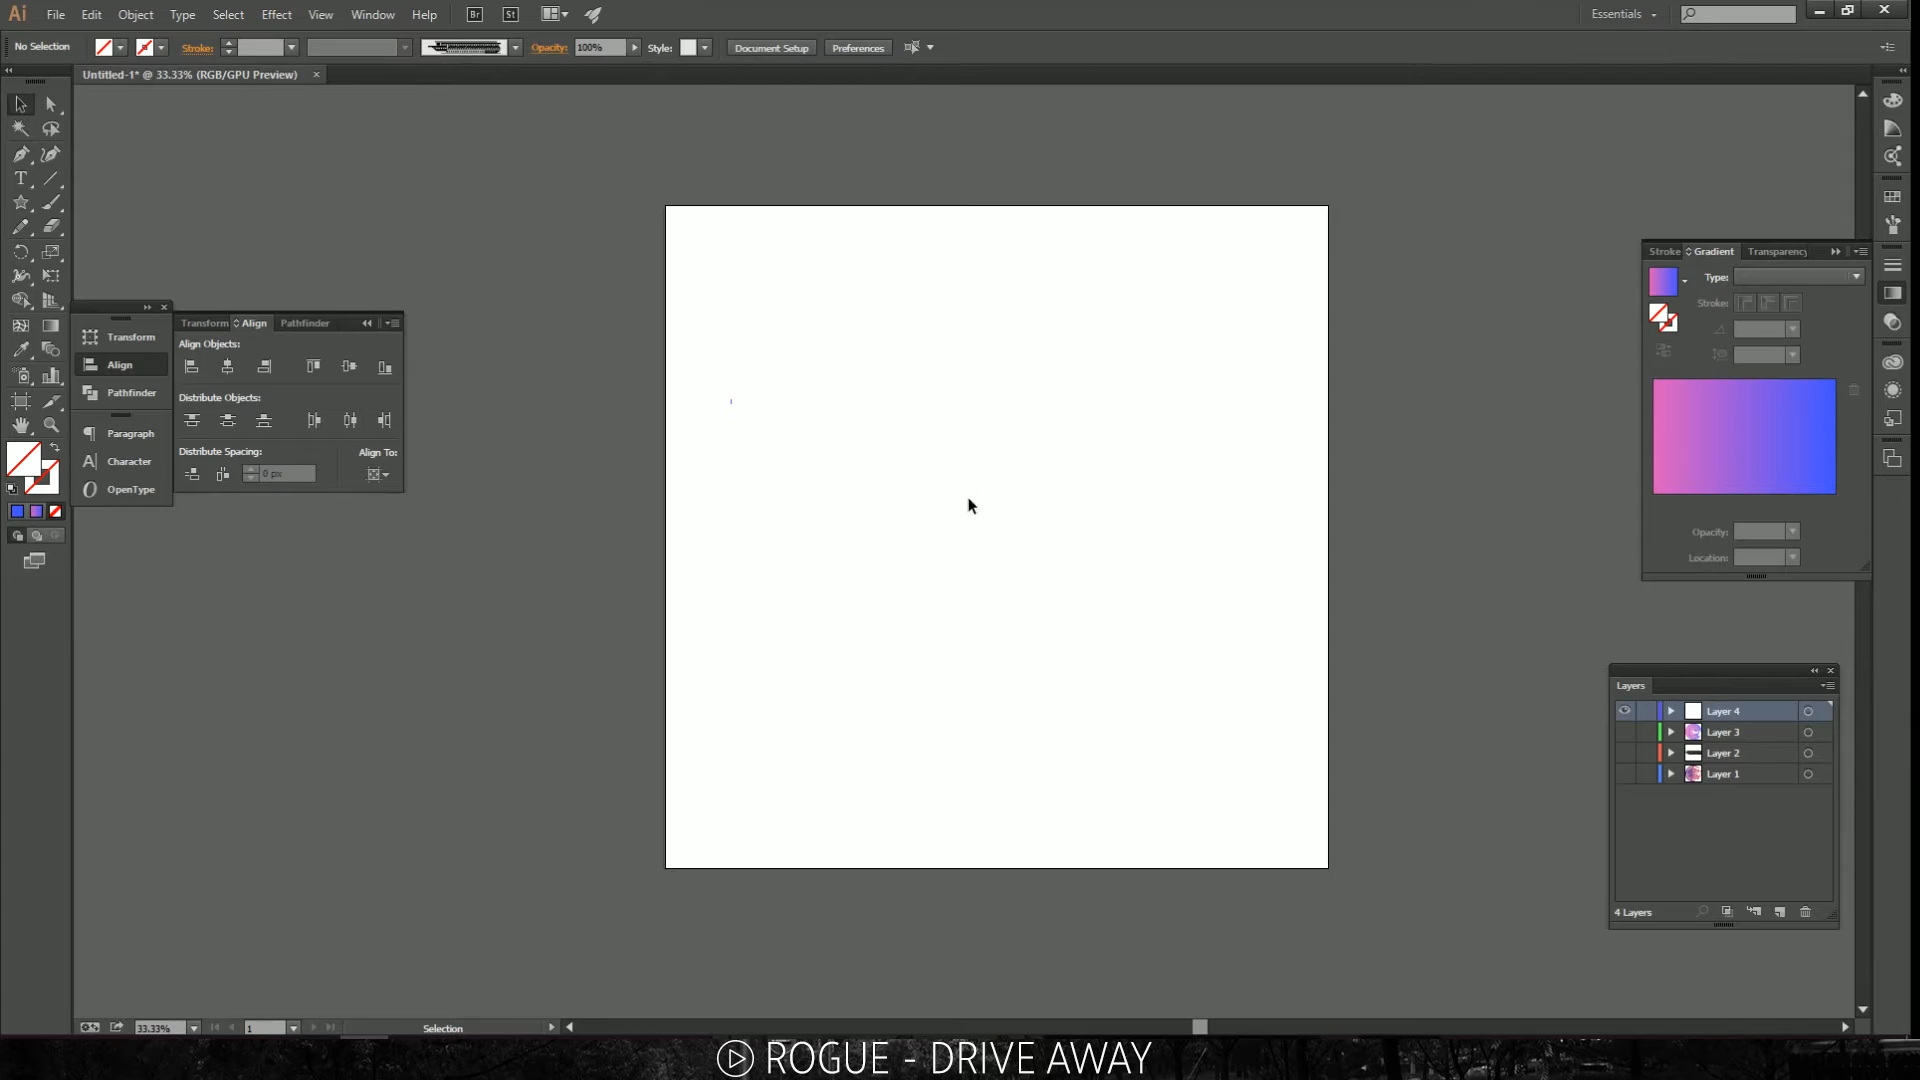 Ai File Edit Object Type Select Effect View Window Help Br St Essentials
No Selection Stroke: Opacity: 100% Style: Document Setup Preferences
Untitled-1* @ 33.33% (RGB/GPU Preview)
Transform
Align
Pathfinder
Paragraph
Character
OpenType
Transform Align Pathfinder
Align Objects:
Distribute Objects:
Distribute Spacing: Align To:
0 px
Stroke Gradient Transparency
Type:
Stroke:
Opacity:
Location:
Layers
Layer 4
Layer 3
Layer 2
Layer 1
4 Layers
33.33% 1 Selection
ROGUE - DRIVE AWAY